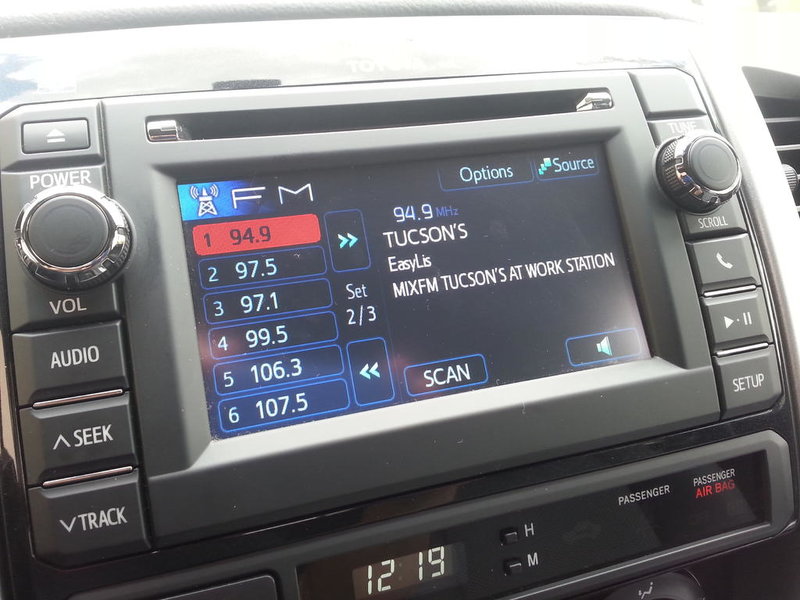 TOYOTA
POWER
VOL
AUDIO
∧ SEEK
∨ TRACK
FM
1 94.9
2 97.5
3 97.1
4 99.5
5 106.3
6 107.5
»
Set
2/3
«
Options
Source
94.9 MHz
TUCSON'S
EasyLis
MIXFM TUCSON'S AT WORK STATION
SCAN
TUNE
SCROLL
SETUP
PASSENGER
PASSENGER
AIR BAG
12 19
H
M